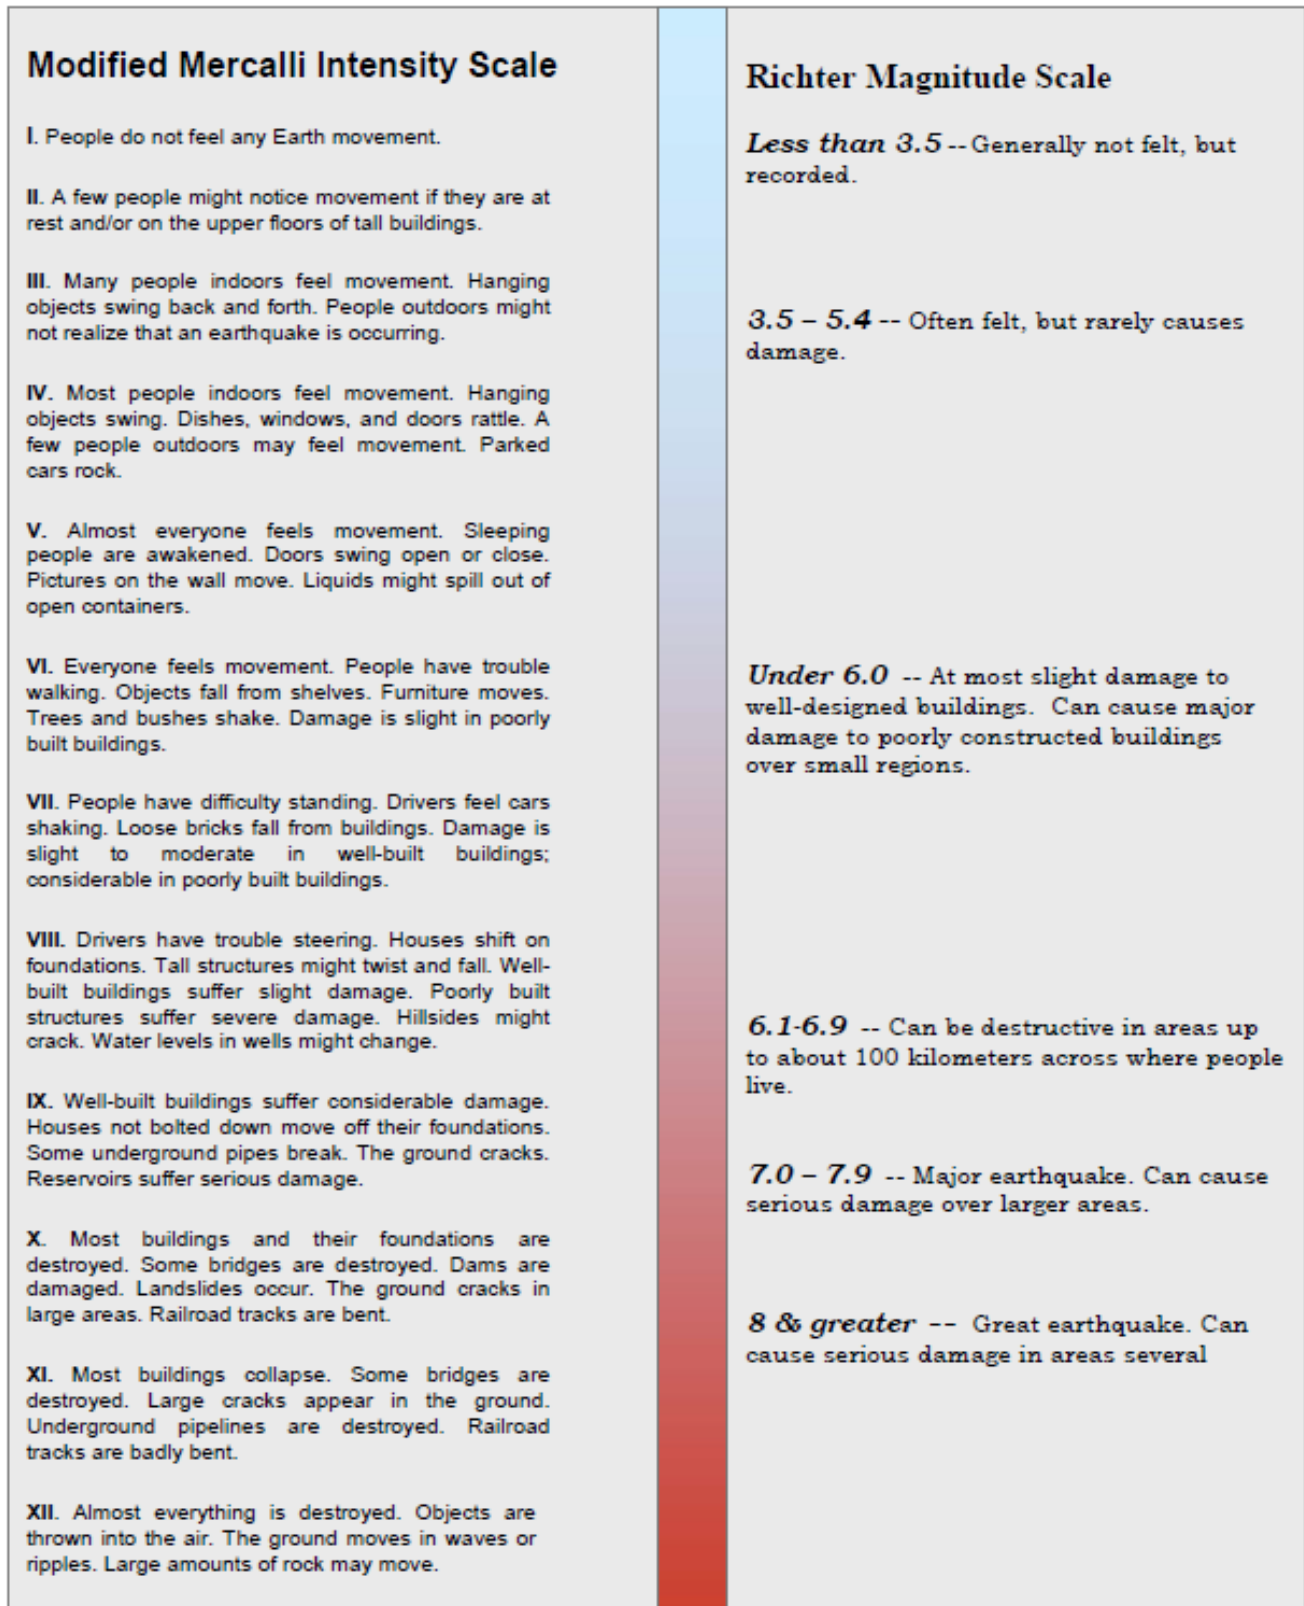 Modified Mercalli Intensity Scale
I. People do not feel any Earth movement.
II. A few people might notice movement if they are at
rest and/or on the upper floors of tall buildings.
III. Many people indoors feel movement. Hanging
objects swing back and forth. People outdoors might
not realize that an earthquake is occurring.
IV. Most people indoors feel movement. Hanging
objects swing. Dishes, windows, and doors rattle. A
few people outdoors may feel movement. Parked
cars rock.
V. Almost everyone feels movement. Sleeping
people are awakened. Doors swing open or close.
Pictures on the wall move. Liquids might spill out of
open containers.
VI. Everyone feels movement. People have trouble
walking. Objects fall from shelves. Furniture moves.
Trees and bushes shake. Damage is slight in poorly
built buildings.
VII. People have difficulty standing. Drivers feel cars
shaking. Loose bricks fall from buildings. Damage is
slight to moderate in well-built buildings;
considerable in poorly built buildings.
VIII. Drivers have trouble steering. Houses shift on
foundations. Tall structures might twist and fall. Well-
built buildings suffer slight damage. Poorly built
structures suffer severe damage. Hillsides might
crack. Water levels in wells might change.
IX. Well-built buildings suffer considerable damage.
Houses not bolted down move off their foundations.
Some underground pipes break. The ground cracks.
Reservoirs suffer serious damage.
X. Most buildings and their foundations are
destroyed. Some bridges are destroyed. Dams are
damaged. Landslides occur. The ground cracks in
large areas. Railroad tracks are bent.
XI. Most buildings collapse. Some bridges are
destroyed. Large cracks appear in the ground.
Underground pipelines are destroyed. Railroad
tracks are badly bent.
XII. Almost everything is destroyed. Objects are
thrown into the air. The ground moves in waves or
ripples. Large amounts of rock may move.
Richter Magnitude Scale
Less than 3.5 -- Generally not felt, but
recorded.
3.5 – 5.4 -- Often felt, but rarely causes
damage.
Under 6.0 -- At most slight damage to
well-designed buildings. Can cause major
damage to poorly constructed buildings
over small regions.
6.1-6.9 -- Can be destructive in areas up
to about 100 kilometers across where people
live.
7.0 – 7.9 -- Major earthquake. Can cause
serious damage over larger areas.
8 & greater -- Great earthquake. Can
cause serious damage in areas several